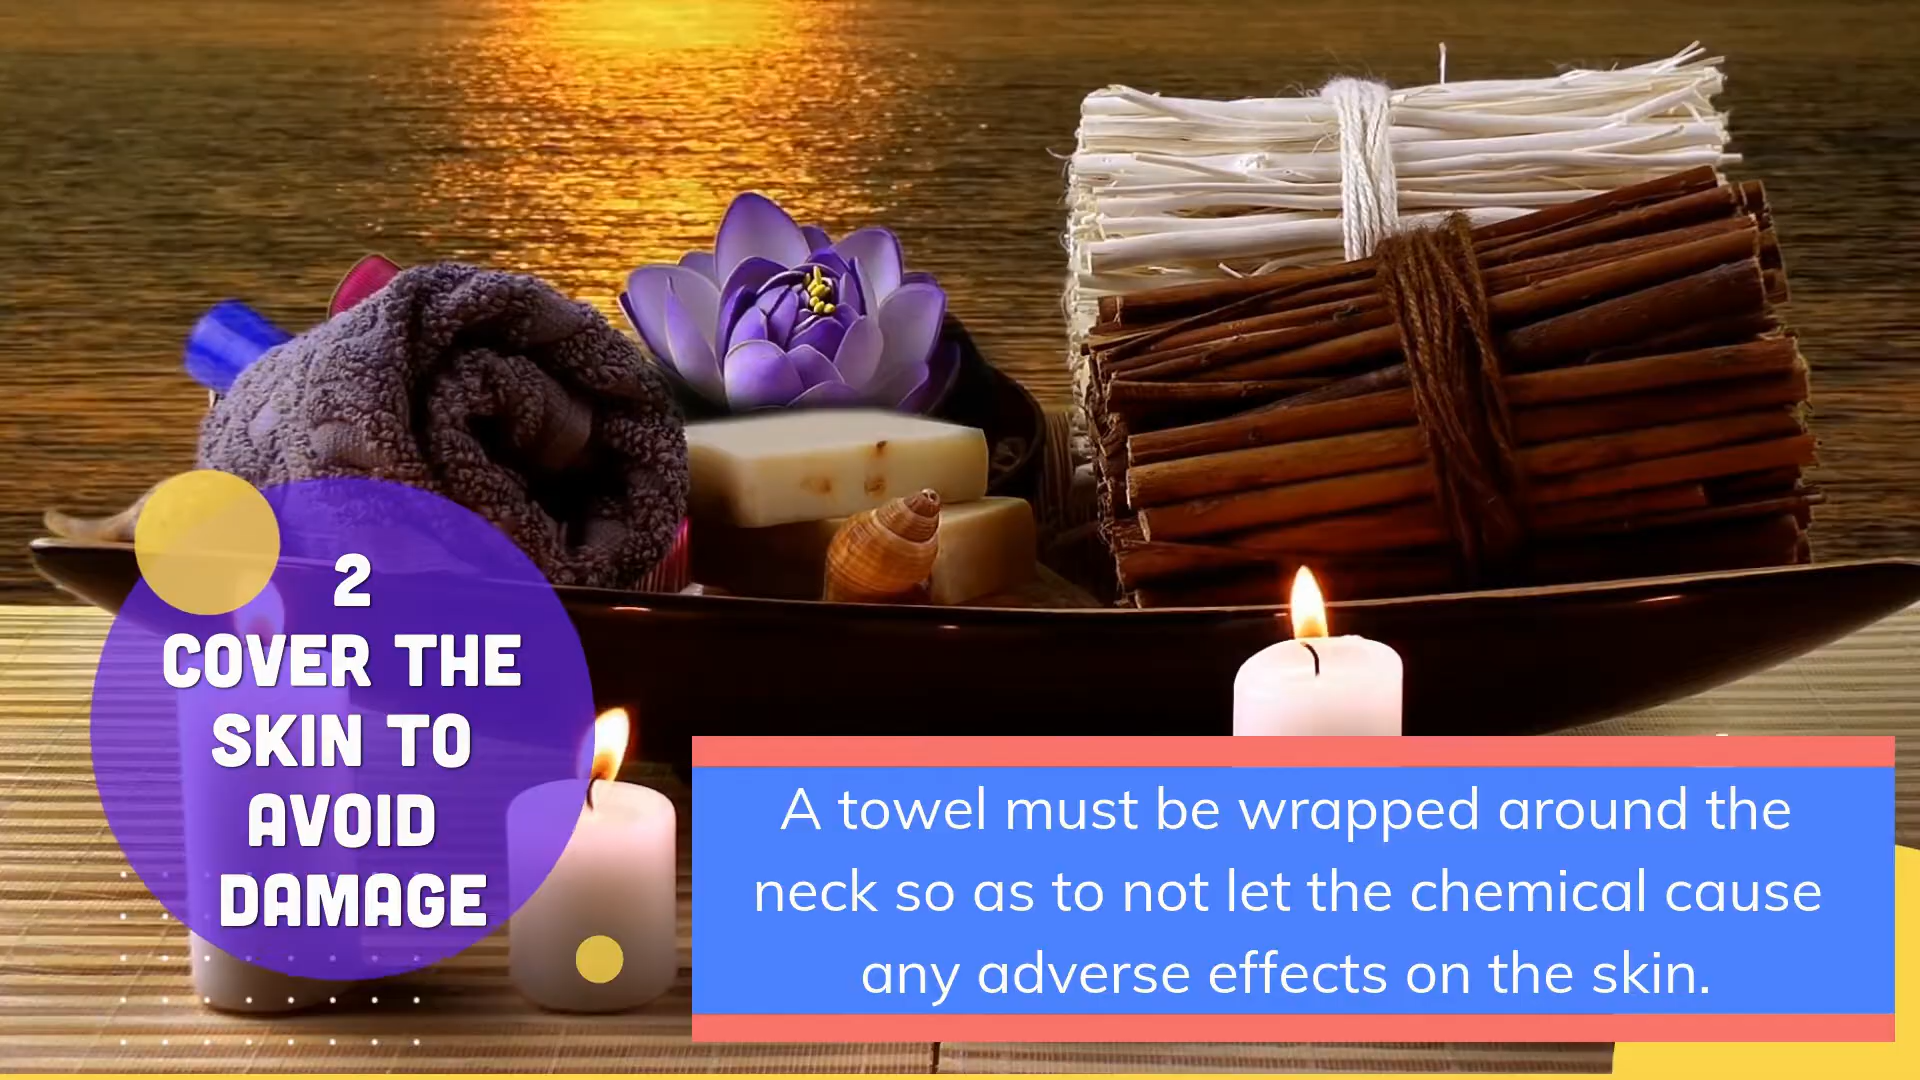 2
COVER THE
SKIN TO
AVOID
DAMAGE
A towel must be wrapped around the
neck so as to not let the chemical cause
any adverse effects on the skin.